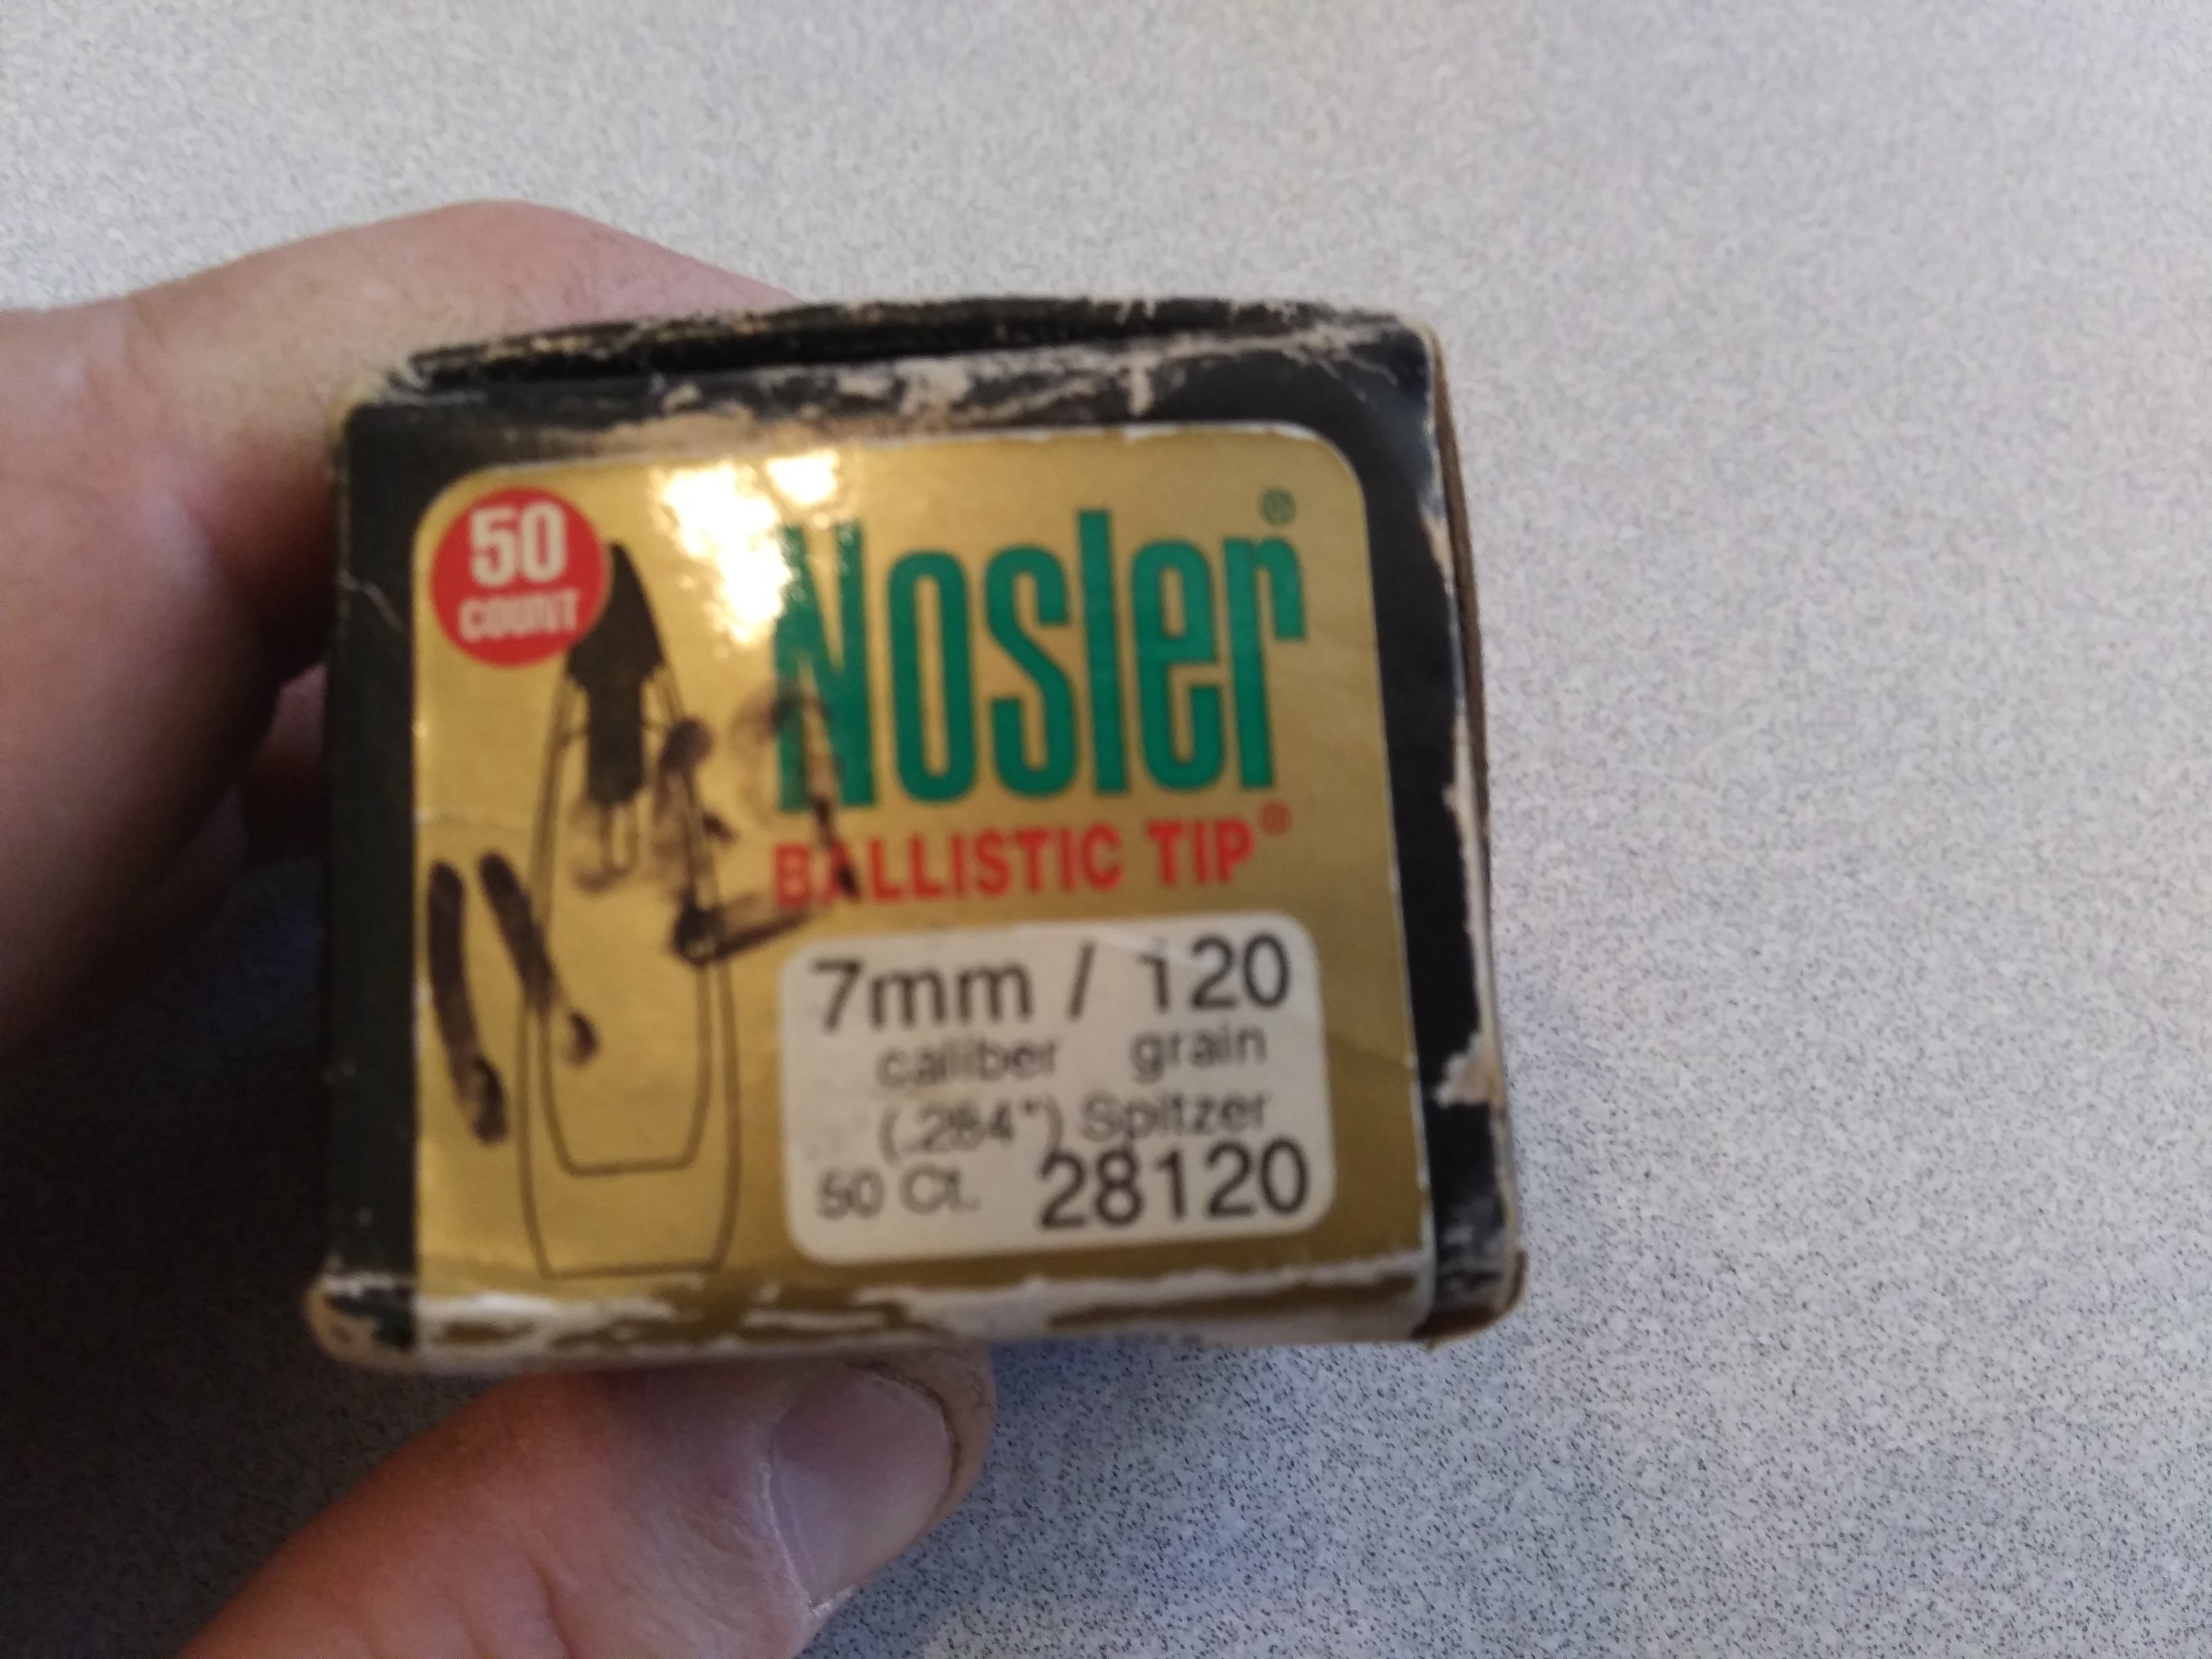 50
COUNT
Nosler®
BALLISTIC TIP®
7mm / 120
caliber grain
(.284") Spitzer
50 Ct. 28120